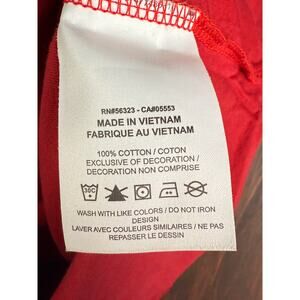 RN#56323 - CA#05553
MADE IN VIETNAM
FABRIQUE AU VIETNAM
100% COTTON / COTON
EXCLUSIVE OF DECORATION /
DECORATION NON COMPRISE
30C
WASH WITH LIKE COLORS / DO NOT IRON
DESIGN
LAVER AVEC COULEURS SIMILAIRES / NE PAS
REPASSER LE DESSIN